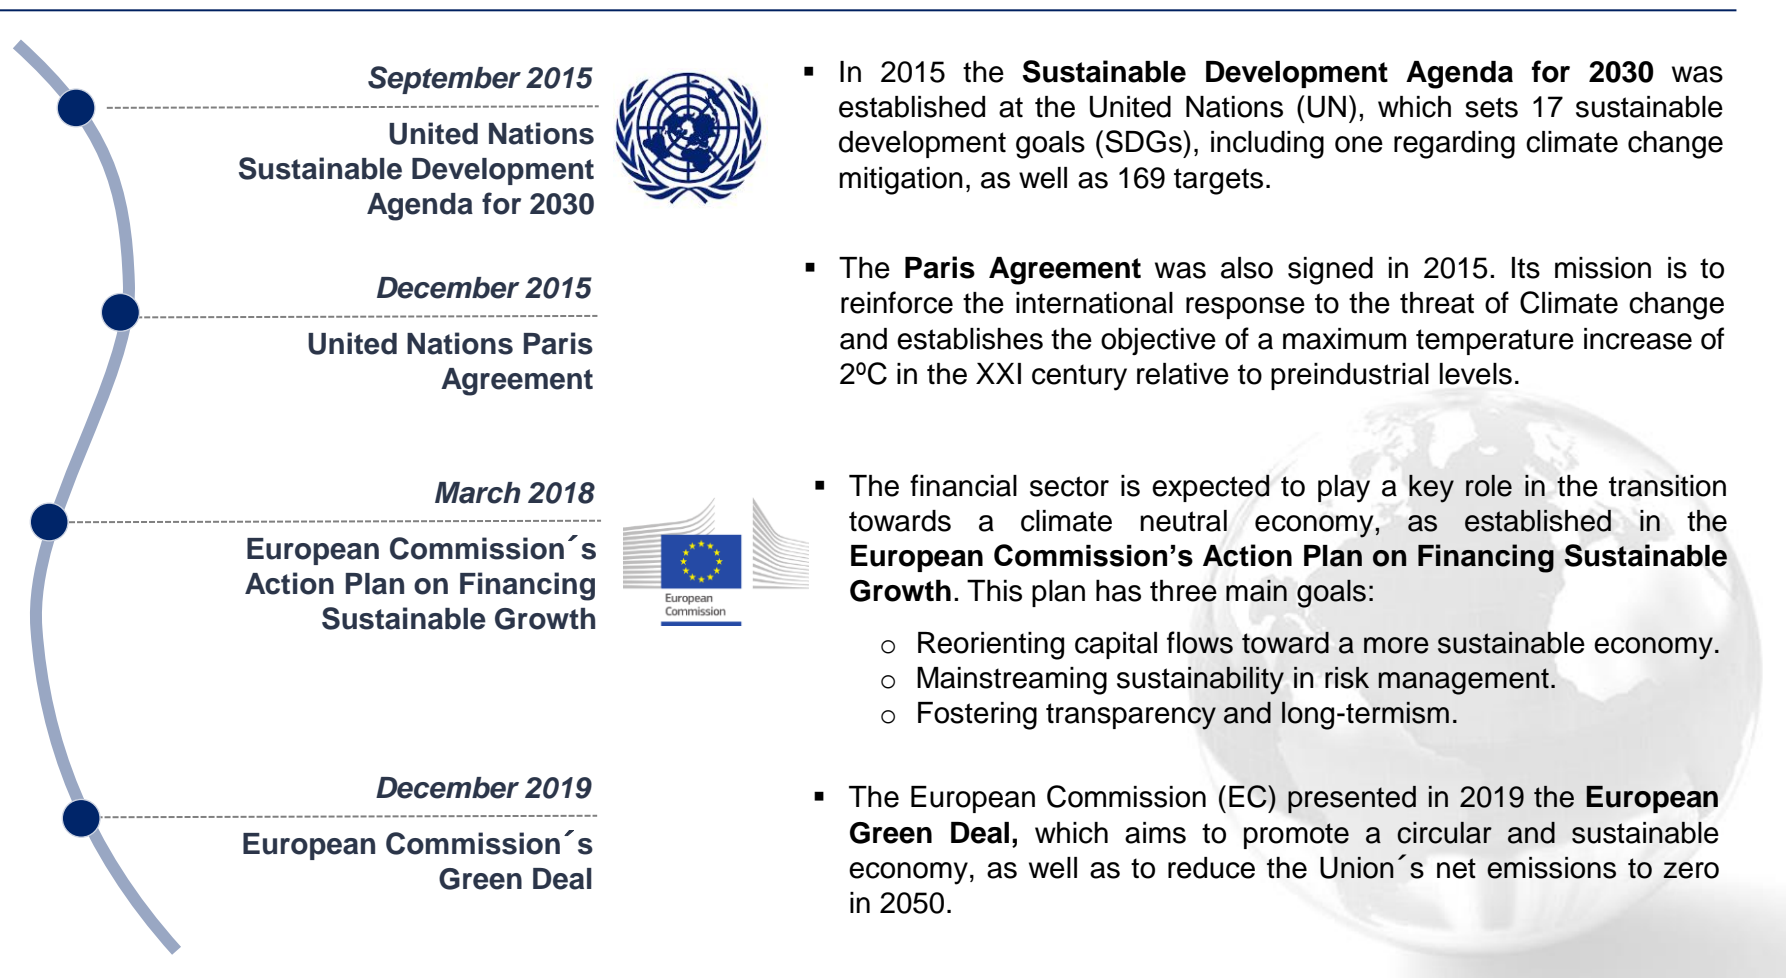 September 2015
United Nations
Sustainable Development
Agenda for 2030
▪ In 2015 the Sustainable Development Agenda for 2030 was
established at the United Nations (UN), which sets 17 sustainable
development goals (SDGs), including one regarding climate change
mitigation, as well as 169 targets.
December 2015
United Nations Paris
Agreement
▪ The Paris Agreement was also signed in 2015. Its mission is to
reinforce the international response to the threat of Climate change
and establishes the objective of a maximum temperature increase of
2ºC in the XXI century relative to preindustrial levels.
March 2018
European Commission´s
Action Plan on Financing
Sustainable Growth
European
Commission
▪ The financial sector is expected to play a key role in the transition
towards a climate neutral economy, as established in the
European Commission’s Action Plan on Financing Sustainable
Growth. This plan has three main goals:
o Reorienting capital flows toward a more sustainable economy.
o Mainstreaming sustainability in risk management.
o Fostering transparency and long-termism.
December 2019
European Commission´s
Green Deal
▪ The European Commission (EC) presented in 2019 the European
Green Deal, which aims to promote a circular and sustainable
economy, as well as to reduce the Union´s net emissions to zero
in 2050.